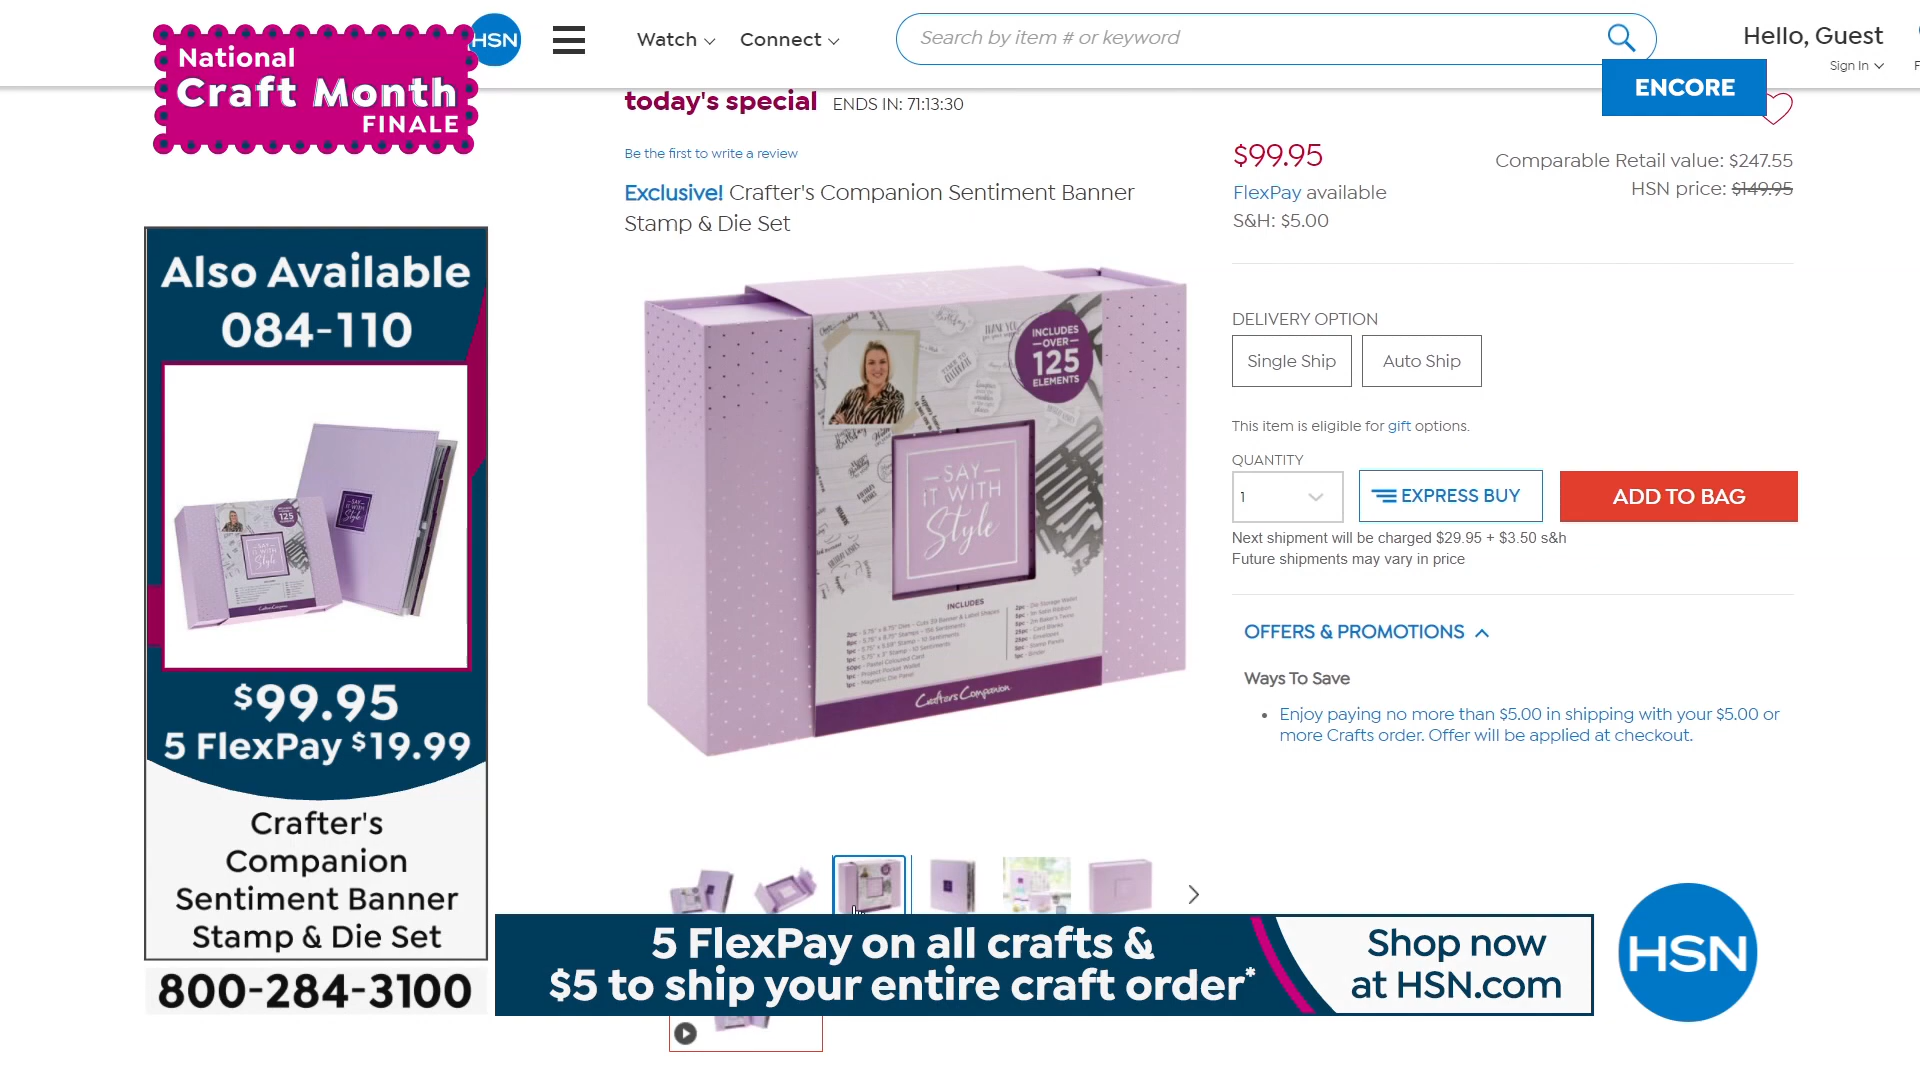 National
Craft Month
FINALE
HSN
Watch
Connect
Search by item # or keyword
Hello, Guest
Sign In
ENCORE
today's special ENDS IN: 71:13:30
Be the first to write a review
Exclusive! Crafter's Companion Sentiment Banner
Stamp & Die Set
$99.95
FlexPay available
S&H: $5.00
Comparable Retail value: $247.55
HSN price: $149.95
Also Available
084-110
$99.95
5 FlexPay $19.99
Crafter's
Companion
Sentiment Banner
Stamp & Die Set
800-284-3100
INCLUDES
OVER
125
ELEMENTS
SAY
IT WITH
Style
INCLUDES
Crafter's Companion
DELIVERY OPTION
Single Ship
Auto Ship
This item is eligible for gift options.
QUANTITY
1
EXPRESS BUY
ADD TO BAG
Next shipment will be charged $29.95 + $3.50 s&h
Future shipments may vary in price
OFFERS & PROMOTIONS
Ways To Save
• Enjoy paying no more than $5.00 in shipping with your $5.00 or
more Crafts order. Offer will be applied at checkout.
5 FlexPay on all crafts &
$5 to ship your entire craft order*
Shop now
at HSN.com
HSN